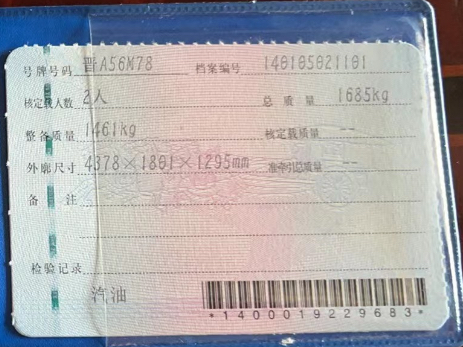 号牌号码 晋A56M78 档案编号 140105021101
核定载人数 2人 总质量 1685kg
整备质量 1461kg 核定载质量 --
外廓尺寸 4378×1801×1295mm 准牵引总质量 --
备注
检验记录
汽油
*1400019229683*